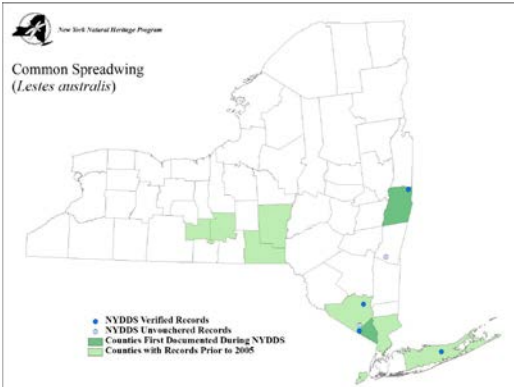 New York Natural Heritage Program
Common Spreadwing
(Lestes australis)
NYDDS Verified Records
NYDDS Unvouchered Records
Counties First Documented During NYDDS
Counties with Records Prior to 2005